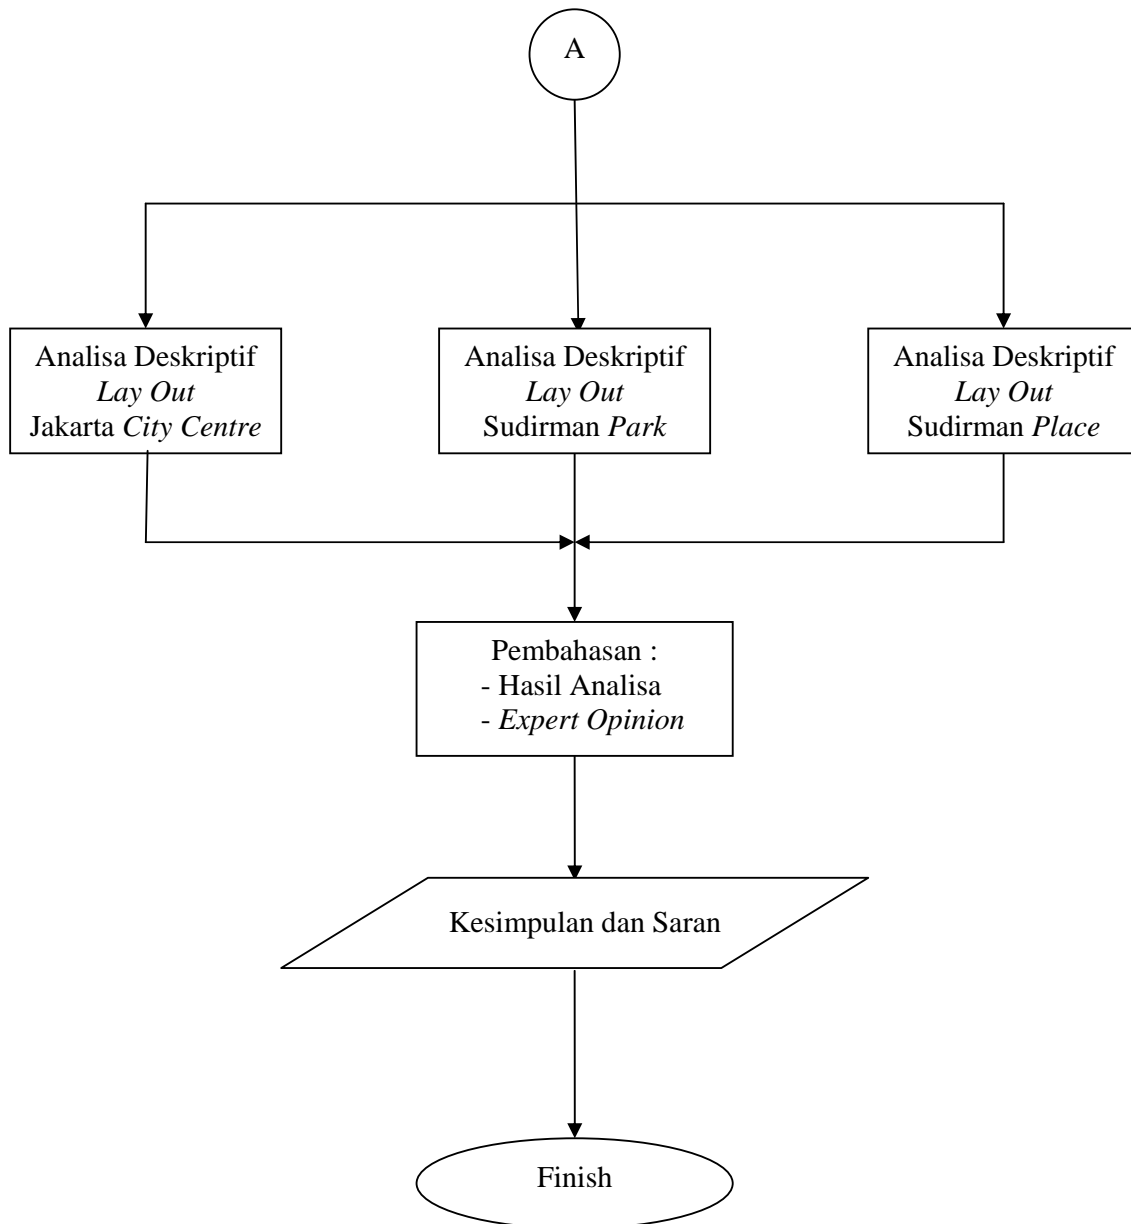 A
Analisa Deskriptif
Lay Out
Jakarta City Centre
Analisa Deskriptif
Lay Out
Sudirman Park
Analisa Deskriptif
Lay Out
Sudirman Place
Pembahasan :
- Hasil Analisa
- Expert Opinion
Kesimpulan dan Saran
Finish